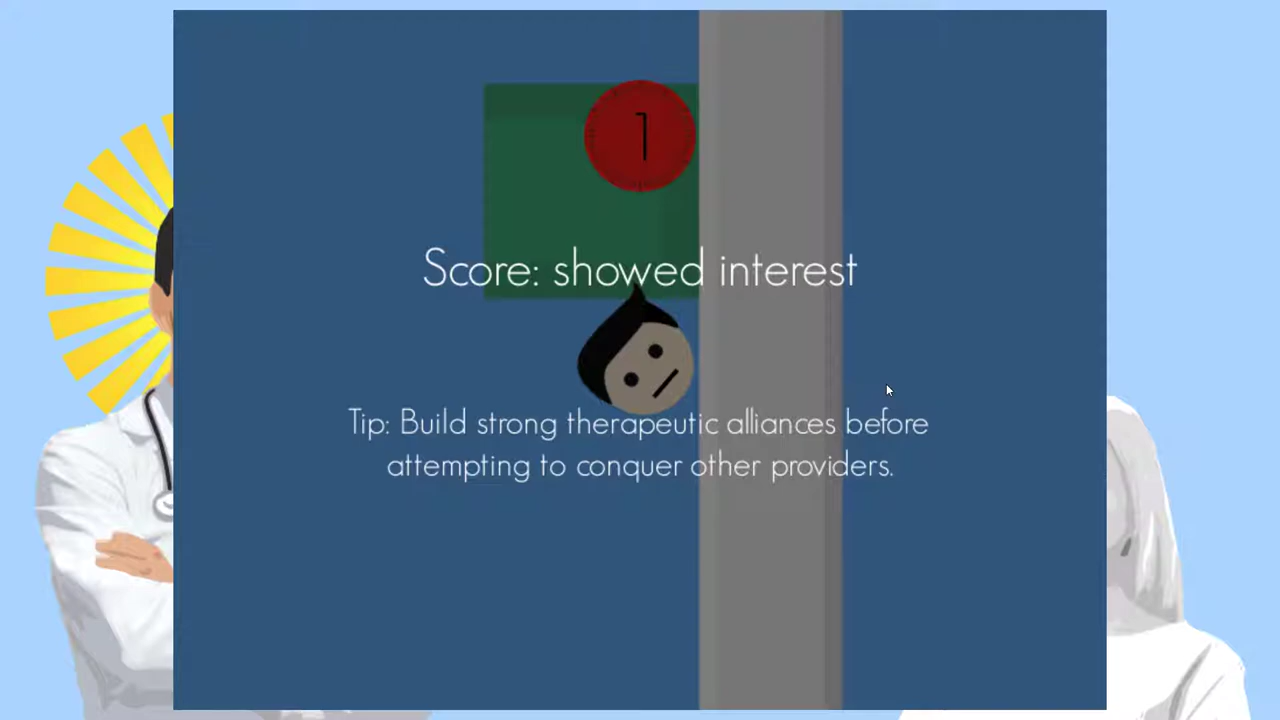 1
Score: showed interest
Tip: Build strong therapeutic alliances before
attempting to conquer other providers.